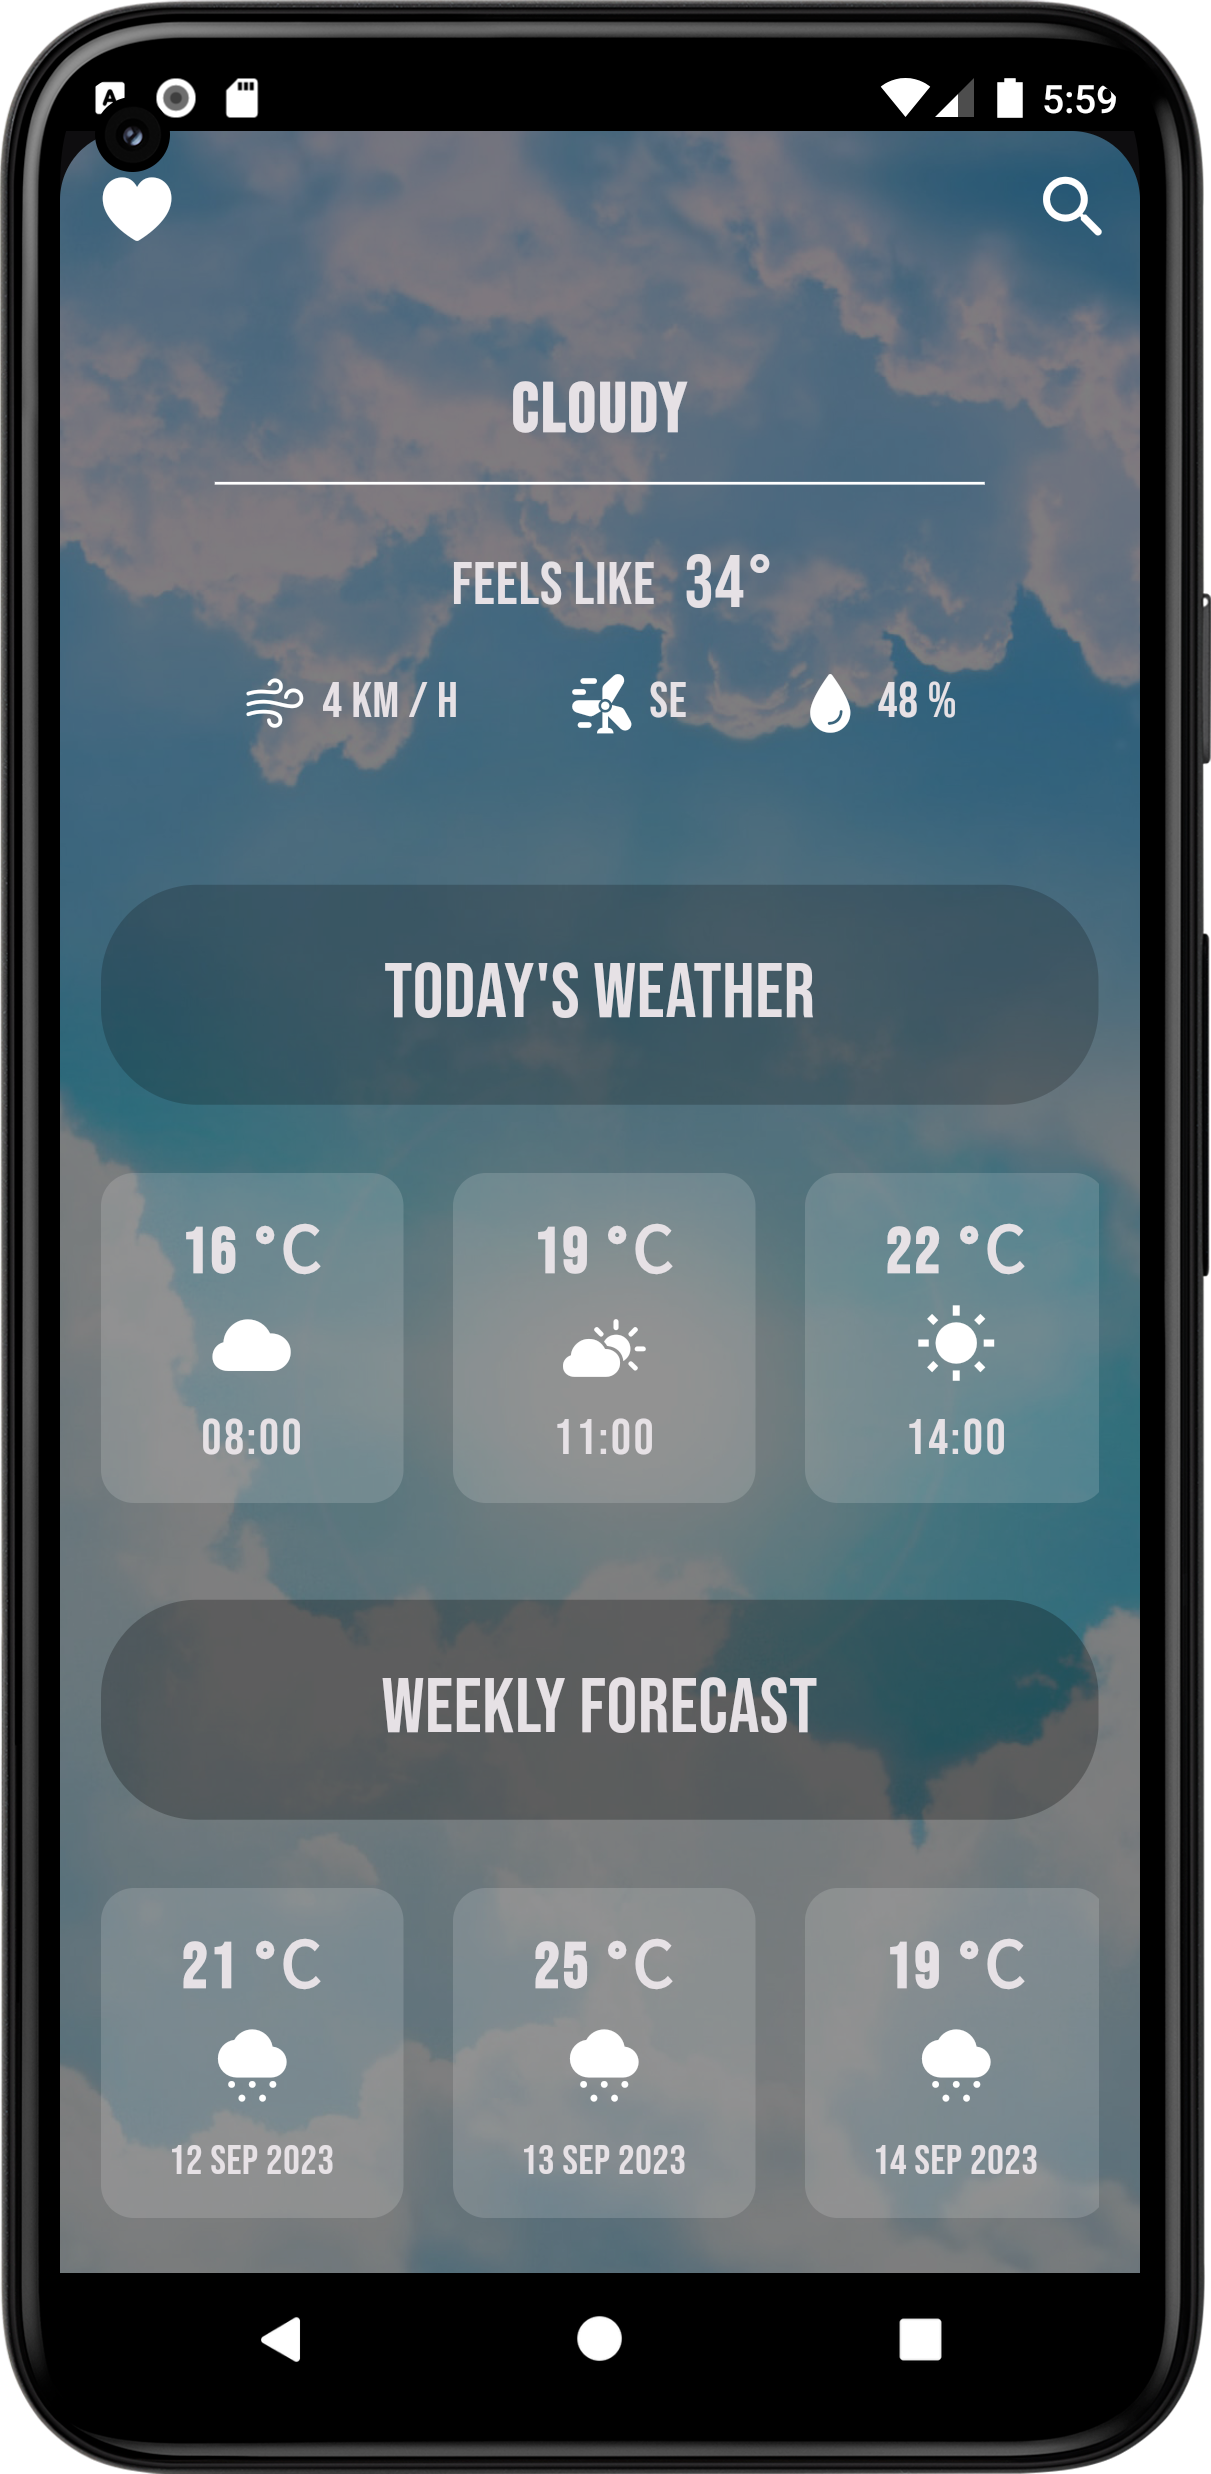 A 5:59
CLOUDY
FEELS LIKE 34°
4 KM / H SE 48 %
TODAY'S WEATHER
16 °C 19 °C 22 °C
08:00 11:00 14:00
WEEKLY FORECAST
21 °C 25 °C 19 °C
12 SEP 2023 13 SEP 2023 14 SEP 2023